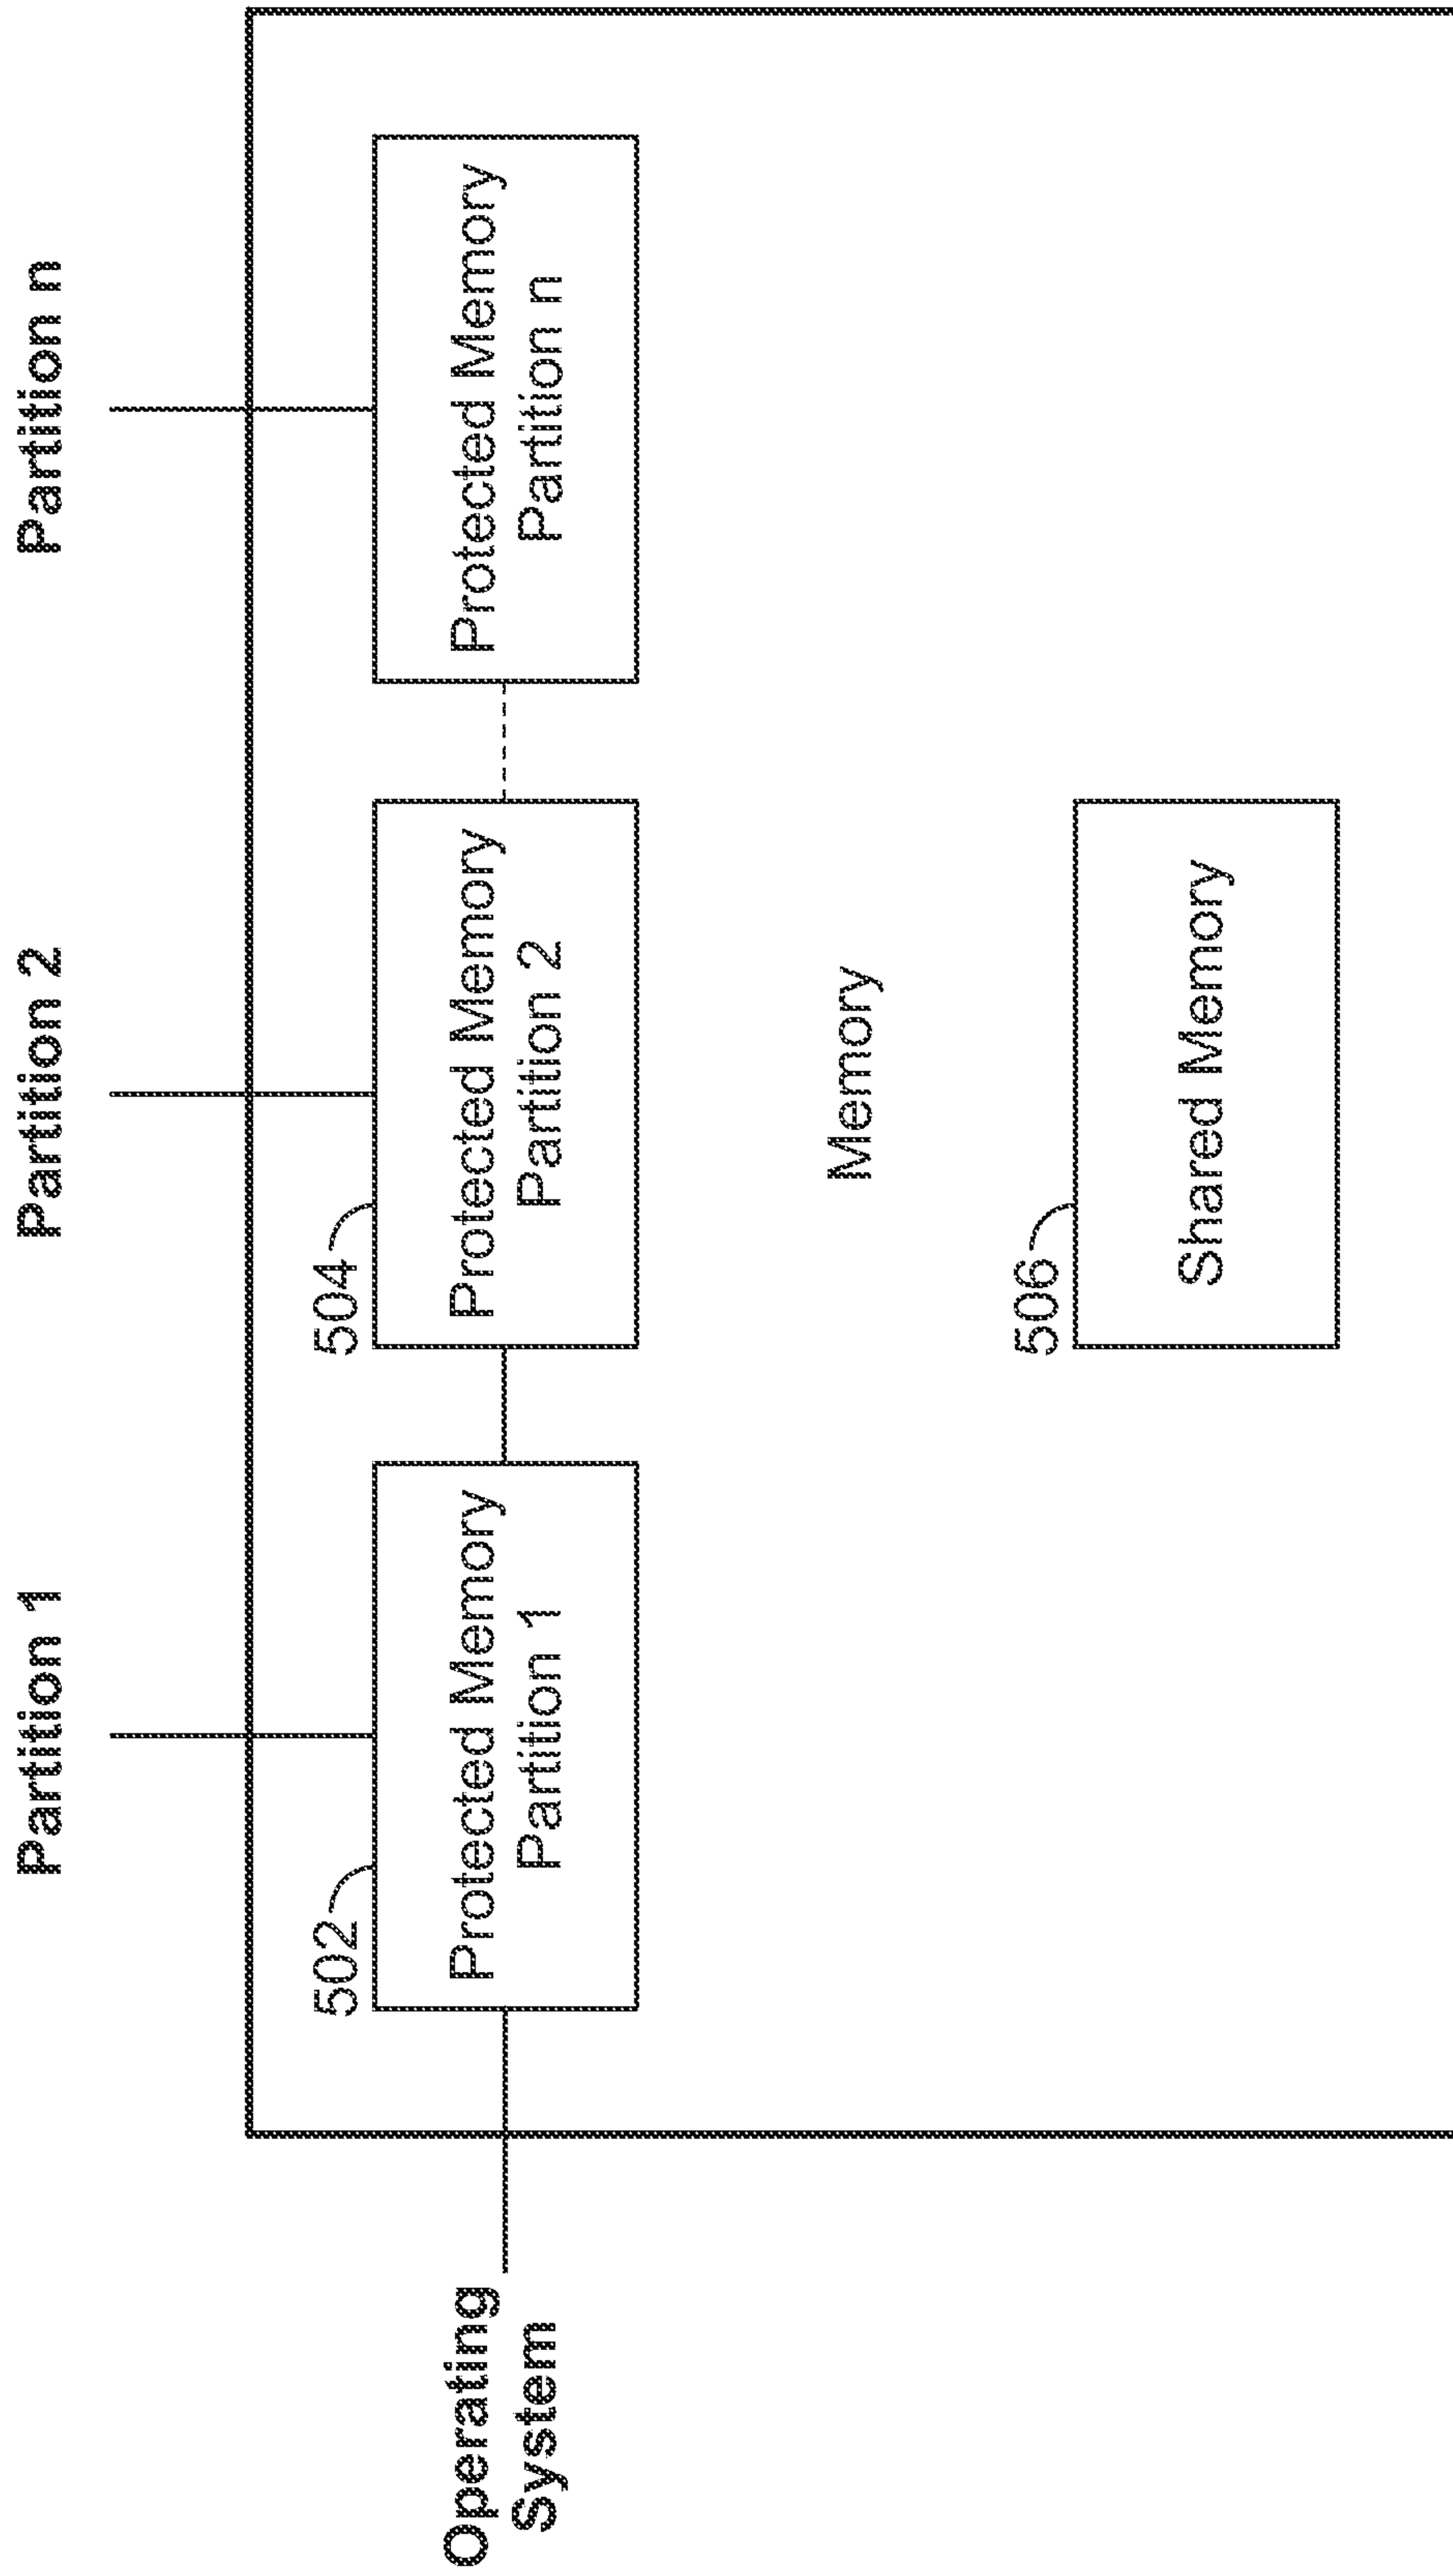 Partition 1
Partition 2
Partition n
502
504
Operating
System
Protected Memory
Partition 1
Protected Memory
Partition 2
Protected Memory
Partition n
Memory
506
Shared Memory